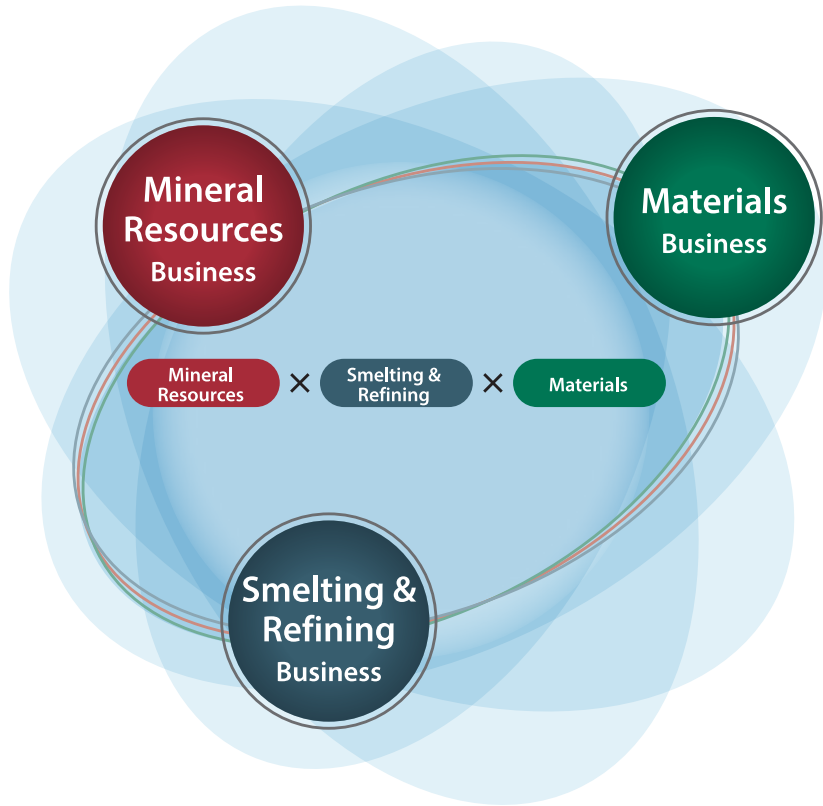 Mineral
Resources
Business
Materials
Business
Mineral
Resources
×
Smelting &
Refining
×
Materials
Smelting &
Refining
Business